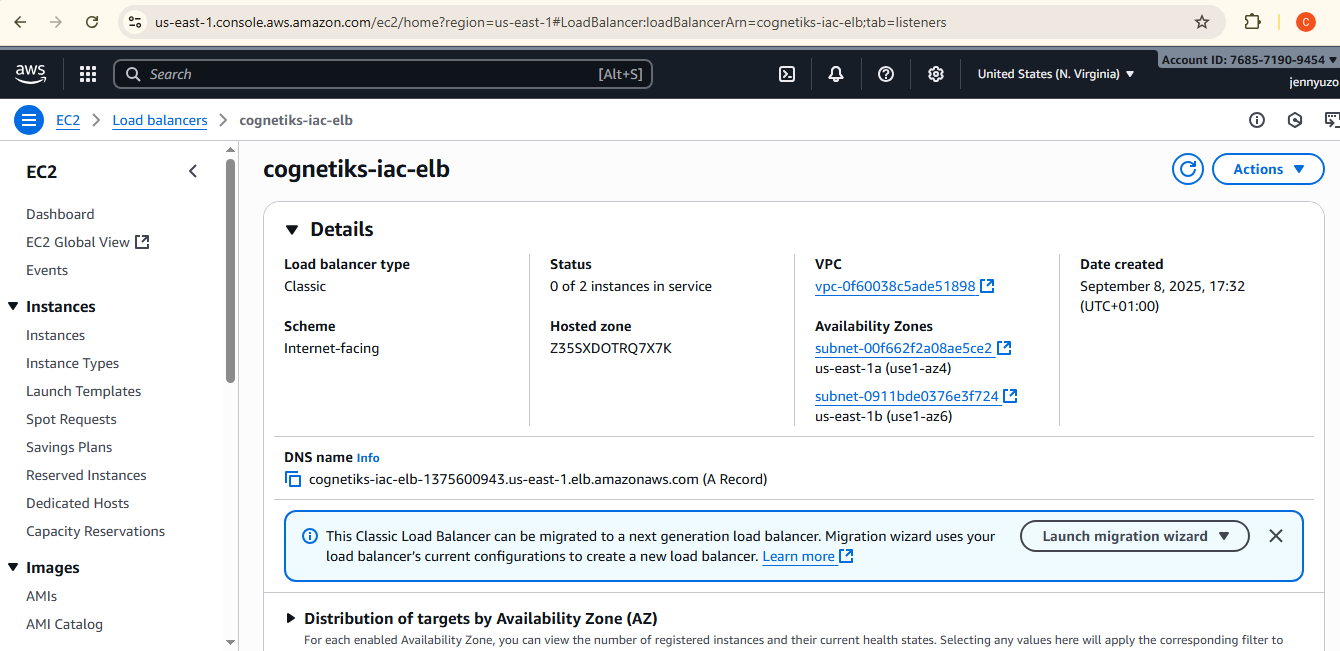 us-east-1.console.aws.amazon.com/ec2/home?region=us-east-1#LoadBalancer:loadBalancerArn=cognetiks-iac-elb;tab=listeners
C
aws
Search
[Alt+S]
United States (N. Virginia)
Account ID: 7685-7190-9454
jennyuzo
EC2
Load balancers
cognetiks-iac-elb
EC2
Dashboard
EC2 Global View
Events
Instances
Instances
Instance Types
Launch Templates
Spot Requests
Savings Plans
Reserved Instances
Dedicated Hosts
Capacity Reservations
Images
AMIs
AMI Catalog
cognetiks-iac-elb
Actions
Details
Load balancer type
Classic
Scheme
Internet-facing
Status
0 of 2 instances in service
Hosted zone
Z35SXDOTRQ7X7K
VPC
vpc-0f60038c5ade51898
Availability Zones
subnet-00f662f2a08ae5ce2
us-east-1a (use1-az4)
subnet-0911bde0376e3f724
us-east-1b (use1-az6)
Date created
September 8, 2025, 17:32
(UTC+01:00)
DNS name Info
cognetiks-iac-elb-1375600943.us-east-1.elb.amazonaws.com (A Record)
This Classic Load Balancer can be migrated to a next generation load balancer. Migration wizard uses your
load balancer's current configurations to create a new load balancer. Learn more
Launch migration wizard
Distribution of targets by Availability Zone (AZ)
For each enabled Availability Zone, you can view the number of registered instances and their current health states. Selecting any values here will apply the corresponding filter to